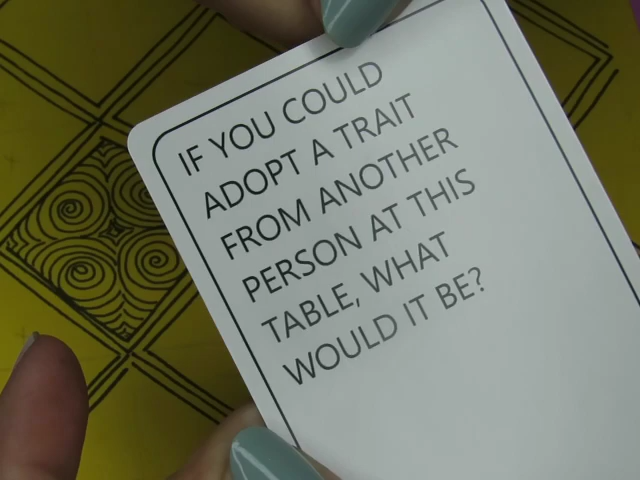 IF YOU COULD
ADOPT A TRAIT
FROM ANOTHER
PERSON AT THIS
TABLE, WHAT
WOULD IT BE?